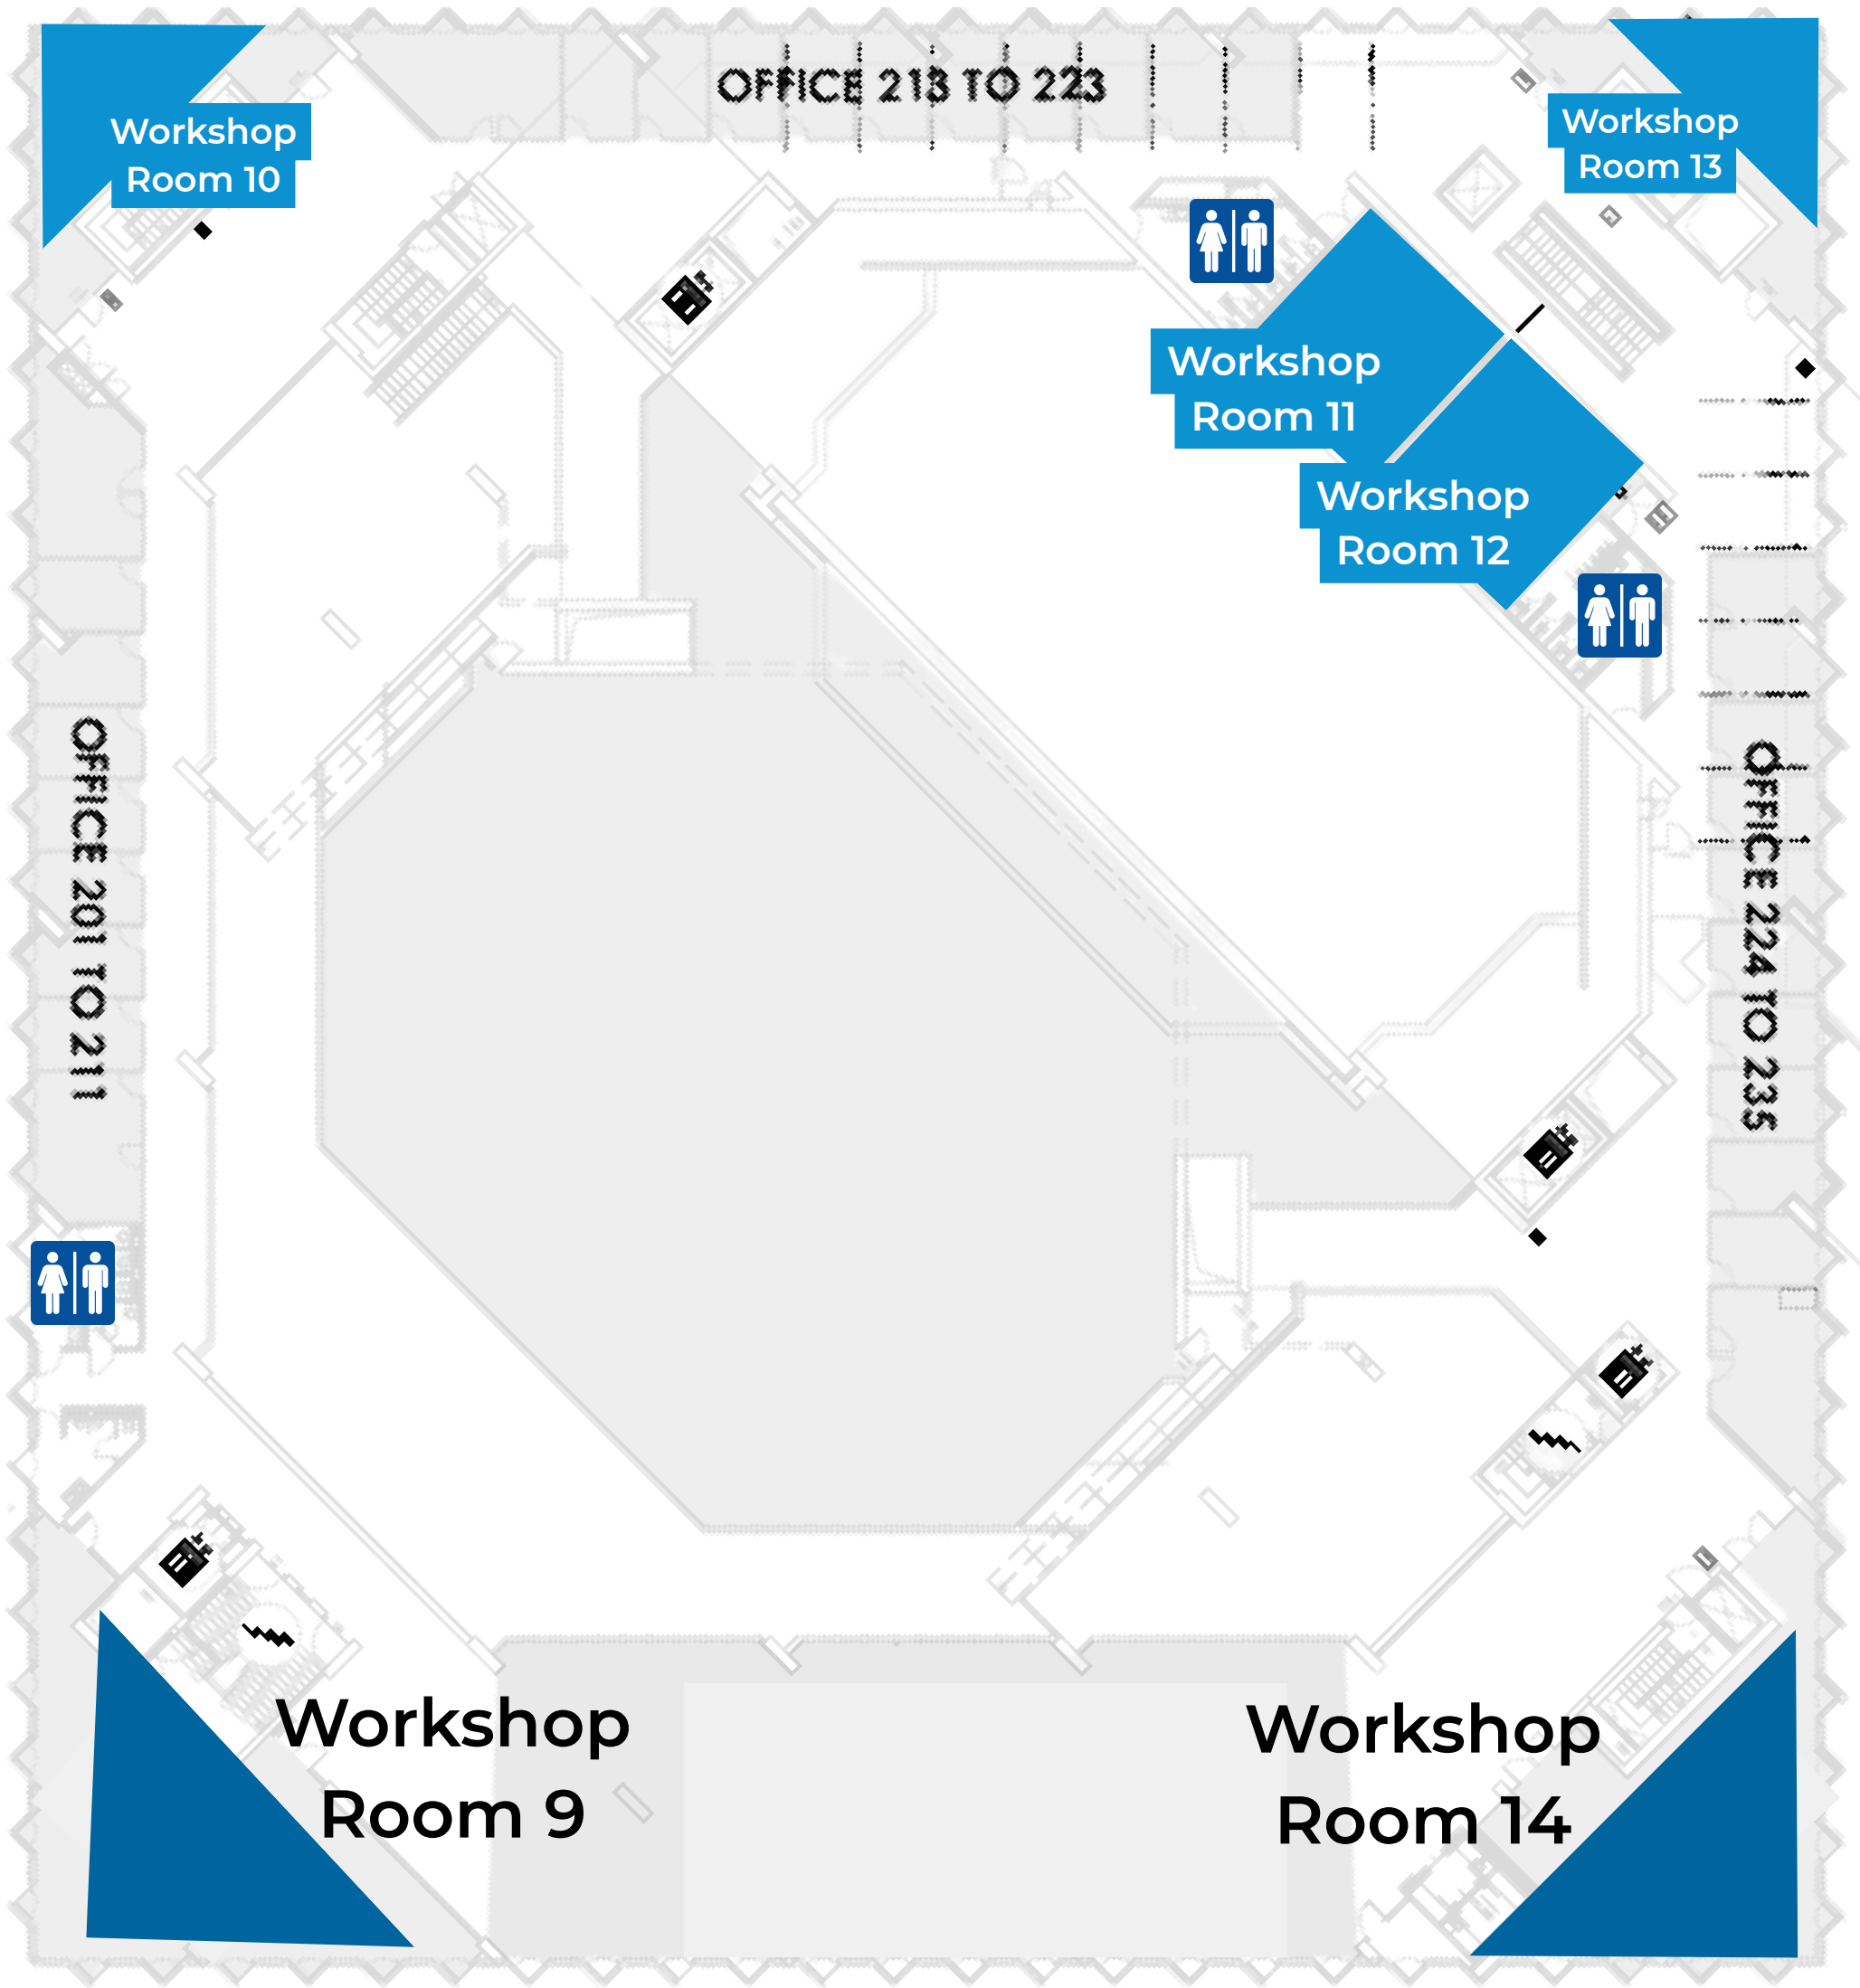 OFFICE 213 TO 223
Workshop
Room 10
Workshop
Room 13
Workshop
Room 11
Workshop
Room 12
OFFICE 201 TO 211
OFFICE 224 TO 235
Workshop
Room 9
Workshop
Room 14